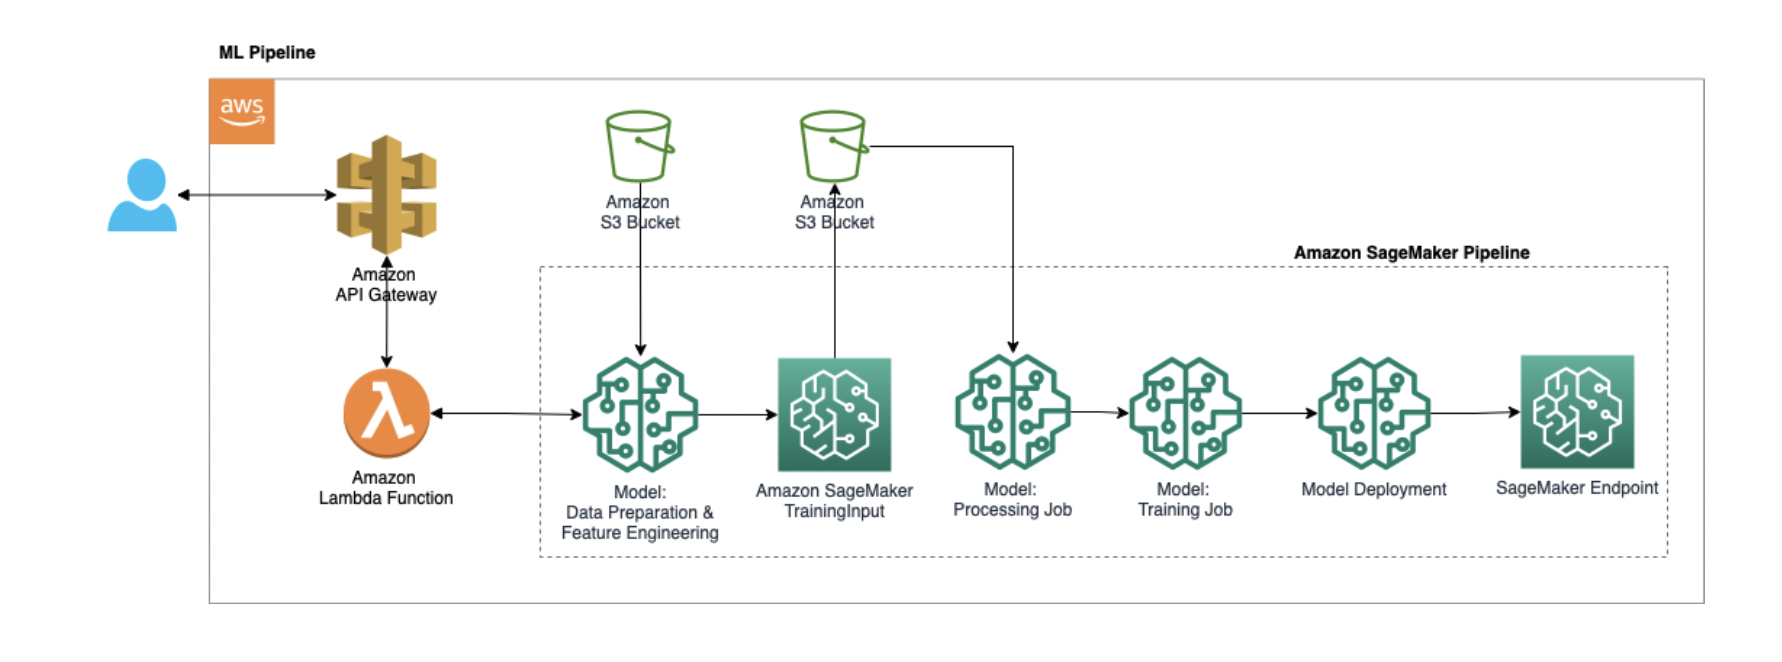 ML Pipeline
aws
Amazon
S3 Bucket
Amazon
S3 Bucket
Amazon SageMaker Pipeline
Amazon
API Gateway
Amazon
Lambda Function
Model:
Data Preparation &
Feature Engineering
Amazon SageMaker
TrainingInput
Model:
Processing Job
Model:
Training Job
Model Deployment
SageMaker Endpoint